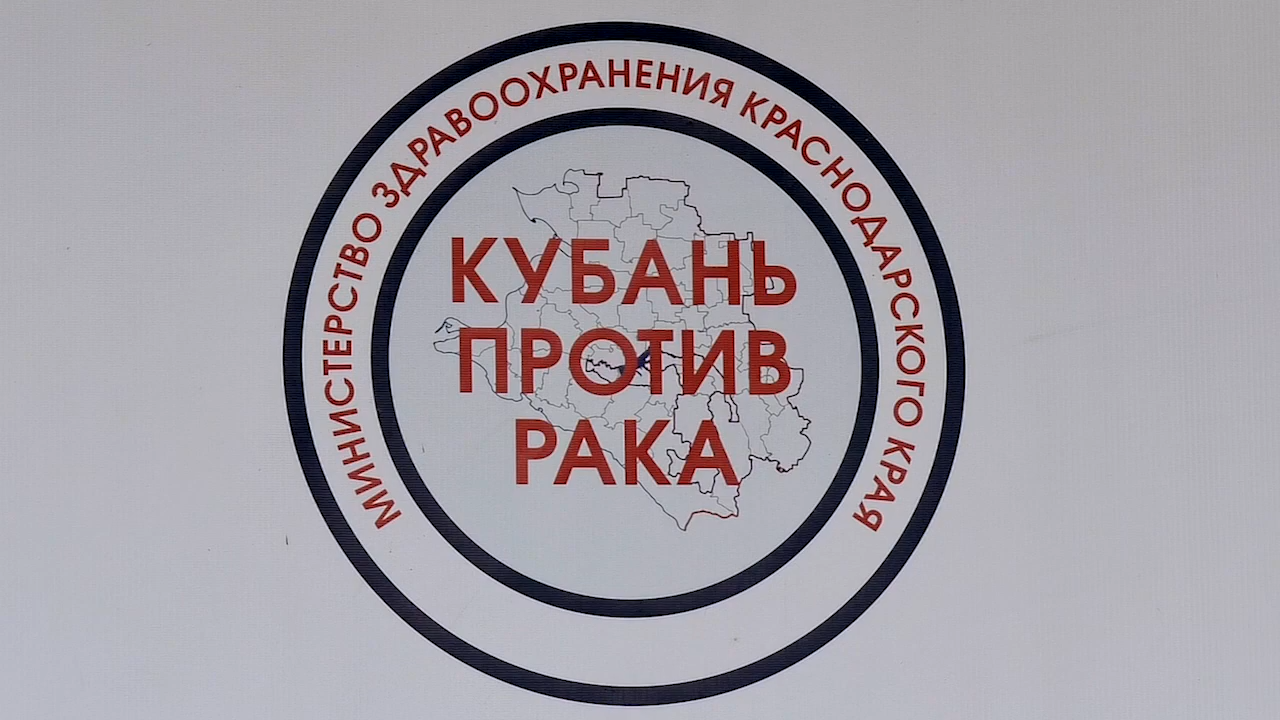 МИНИСТЕРСТВО ЗДРАВООХРАНЕНИЯ КРАСНОДАРСКОГО КРАЯ
КУБАНЬ
ПРОТИВ
РАКА